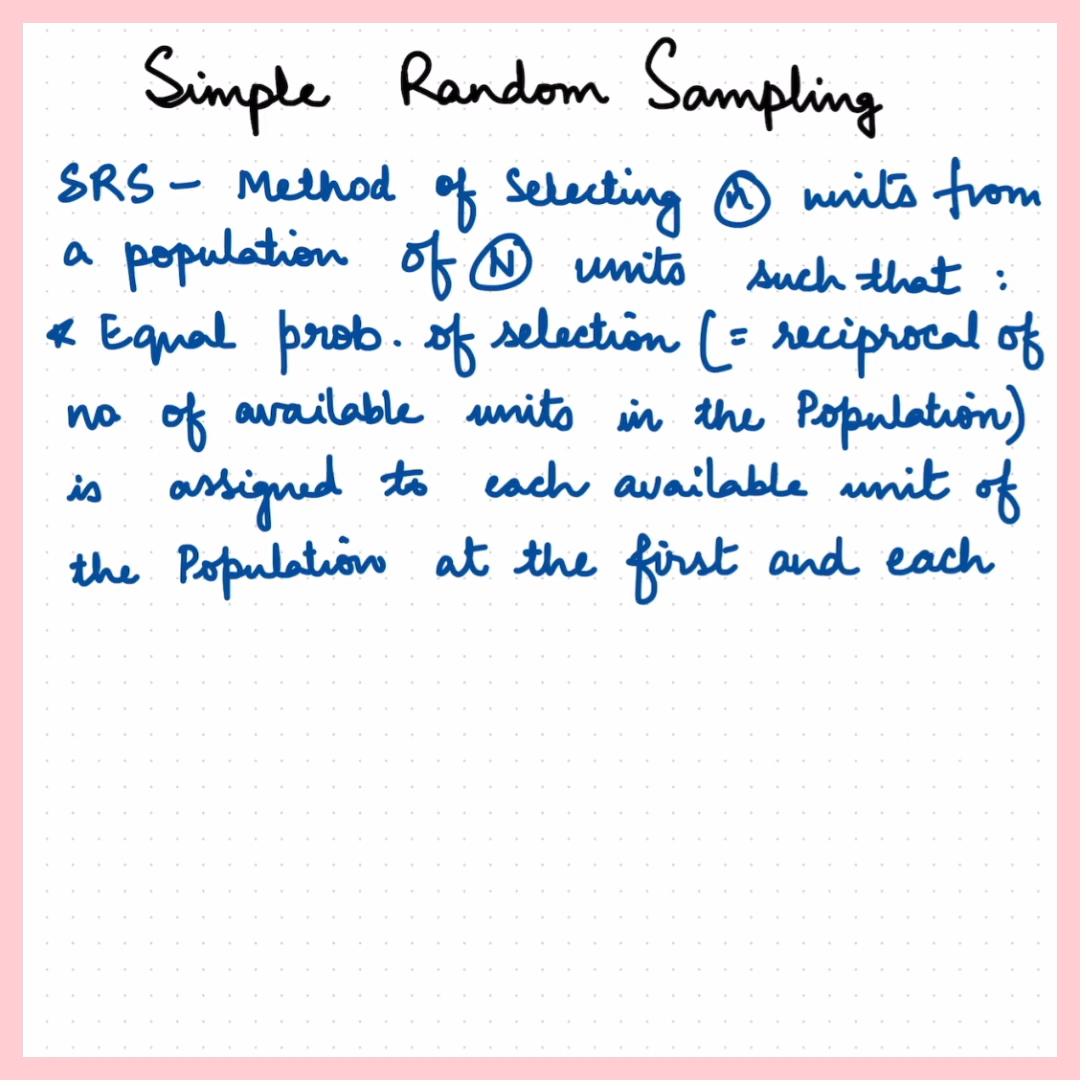 Simple Random Sampling
SRS - Method of Selecting n units from
a population of N units such that :
* Equal prob. of selection (= reciprocal of
no of available units in the Population)
is assigned to each available unit of
the Population at the first and each